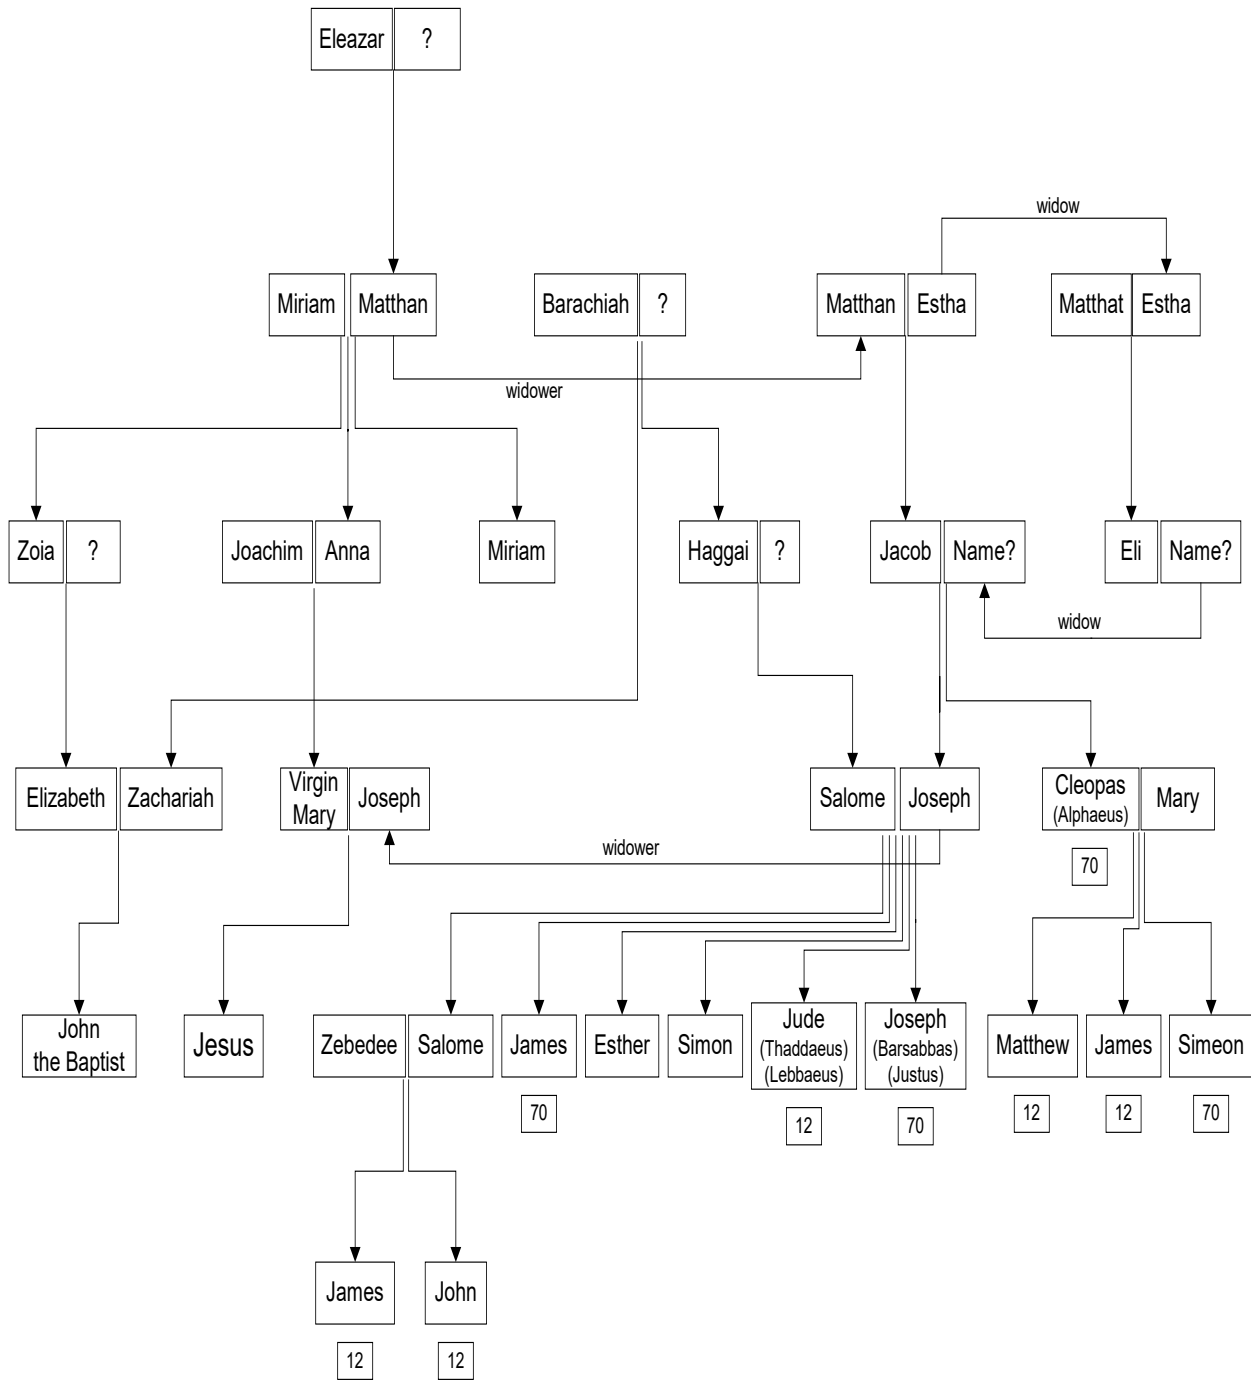 Eleazar ?
widow
Miriam Matthan Barachiah ? Matthan Estha Matthat Estha
widower
Zoia ? Joachim Anna Miriam Haggai ? Jacob Name? Eli Name?
widow
Elizabeth Zachariah Virgin Mary Joseph Salome Joseph Cleopas (Alphaeus) Mary
widower
70
John the Baptist Jesus Zebedee Salome James Esther Simon Jude (Thaddaeus) (Lebbaeus) Joseph (Barsabbas) (Justus) Matthew James Simeon
70 12 70 12 12 70
James John
12 12